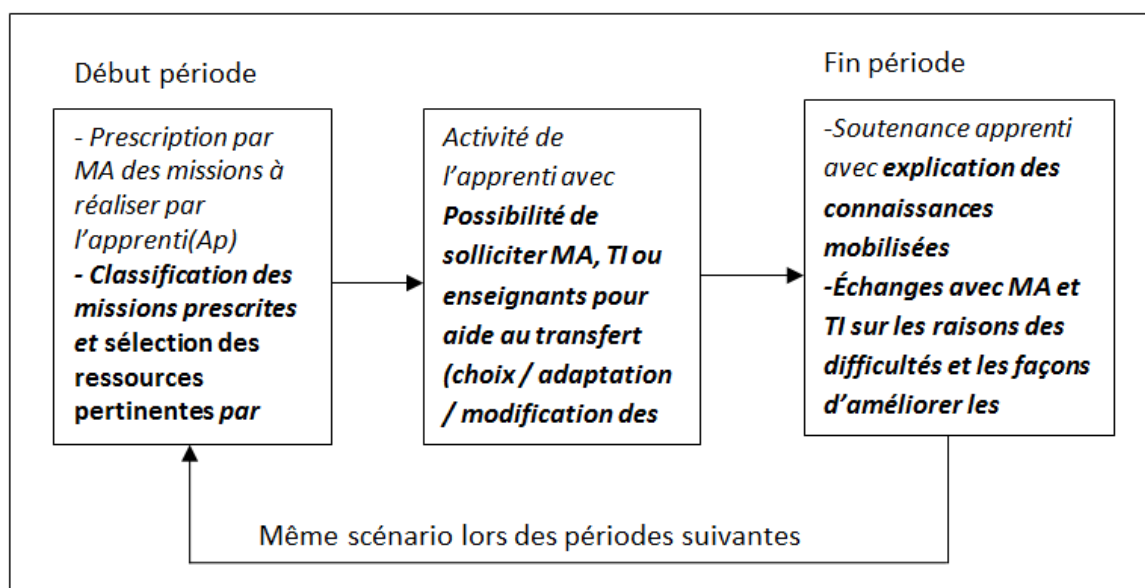 Début période
- Prescription par
MA des missions à
réaliser par
l'apprenti(Ap)
- Classification des
missions prescrites
et sélection des
ressources
pertinentes par
Activité de
l'apprenti avec
Possibilité de
solliciter MA, TI ou
enseignants pour
aide au transfert
(choix / adaptation
/ modification des
Fin période
-Soutenance apprenti
avec explication des
connaissances
mobilisées
-Échanges avec MA et
TI sur les raisons des
difficultés et les façons
d'améliorer les
Même scénario lors des périodes suivantes